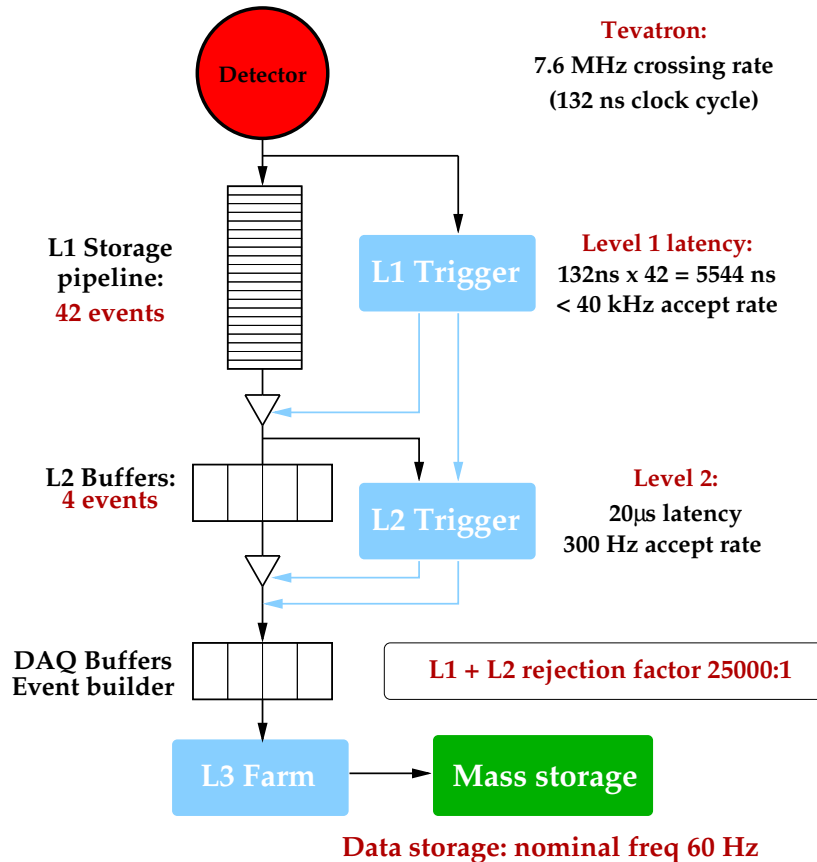 Detector
Tevatron:
7.6 MHz crossing rate
(132 ns clock cycle)
L1 Storage
pipeline:
42 events
L1 Trigger
Level 1 latency:
132ns x 42 = 5544 ns
< 40 kHz accept rate
L2 Buffers:
4 events
L2 Trigger
Level 2:
20μs latency
300 Hz accept rate
DAQ Buffers
Event builder
L1 + L2 rejection factor 25000:1
L3 Farm
Mass storage
Data storage: nominal freq 60 Hz